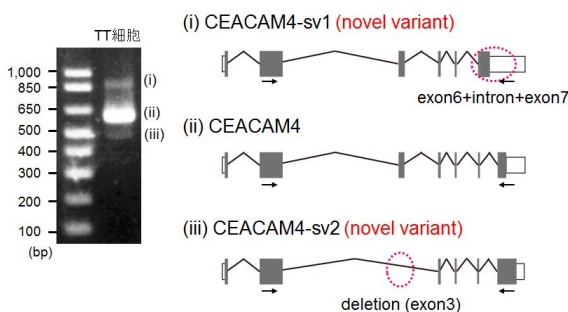 TT細胞
1,000
850
650
500
400
300
200
100
(bp)
(i)
(ii)
(iii)
(i) CEACAM4-sv1 (novel variant)
exon6+intron+exon7
(ii) CEACAM4
(iii) CEACAM4-sv2 (novel variant)
deletion (exon3)